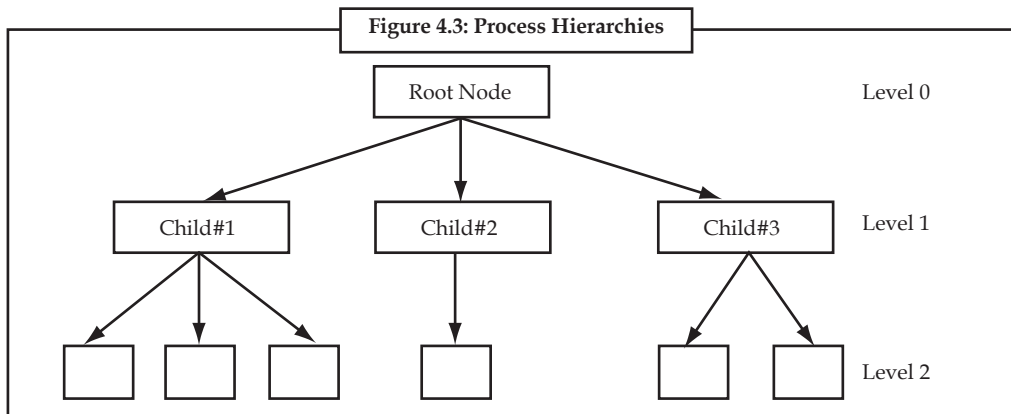 Figure 4.3: Process Hierarchies
Root Node
Level 0
Child#1
Child#2
Child#3
Level 1
Level 2